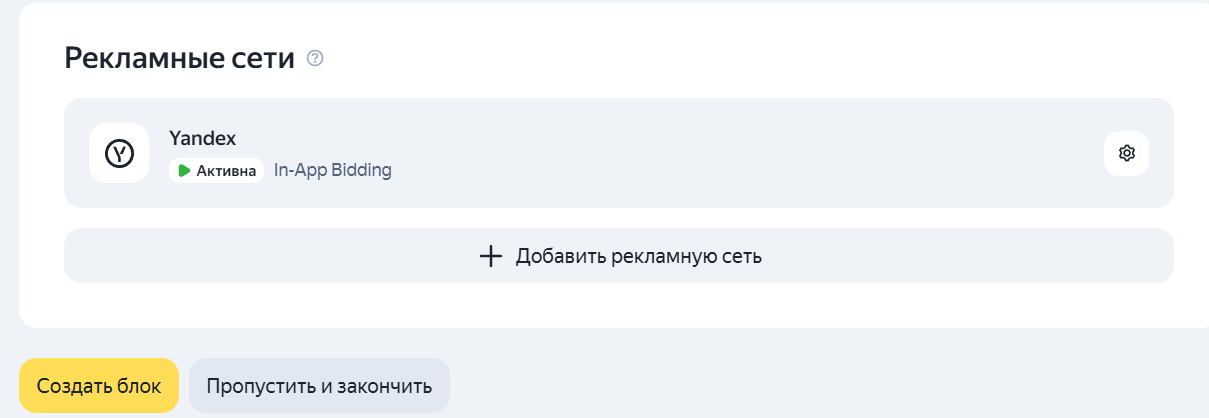 Рекламные сети
Yandex
Активна In-App Bidding
Добавить рекламную сеть
Создать блок Пропустить и закончить